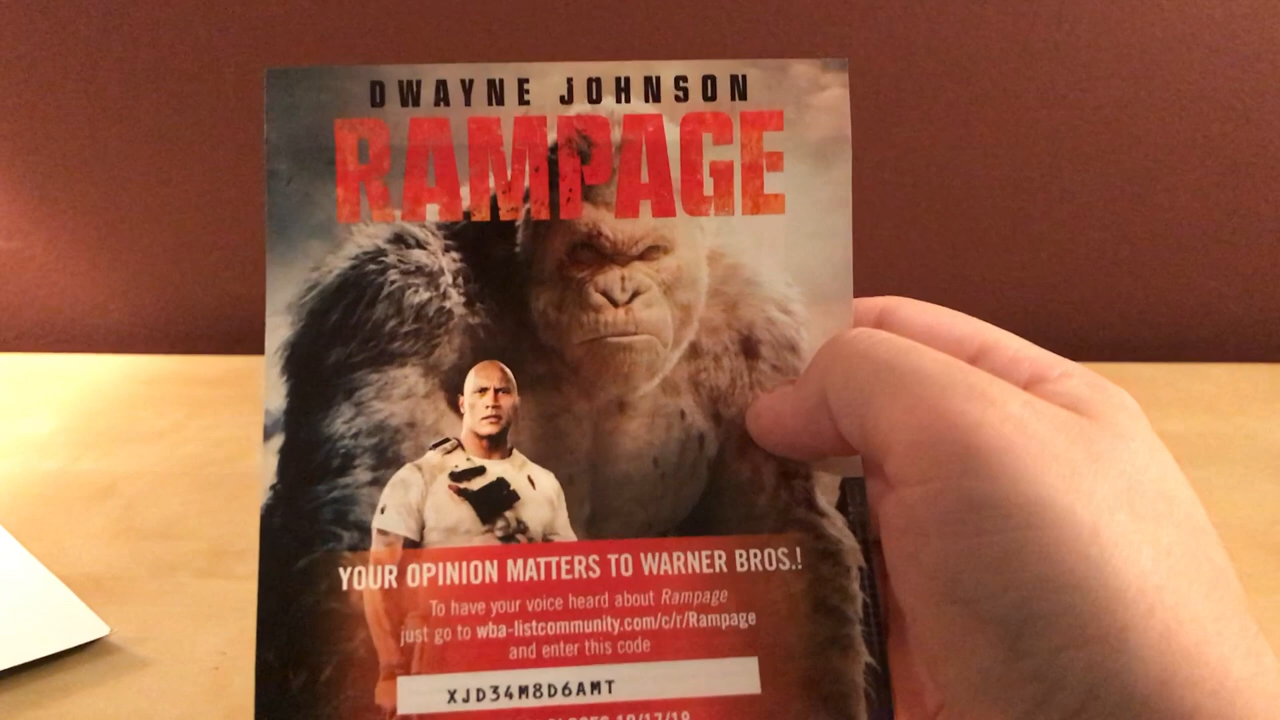 DWAYNE JOHNSON
RAMPAGE
YOUR OPINION MATTERS TO WARNER BROS.!
To have your voice heard about Rampage
just go to wba-listcommunity.com/c/r/Rampage
and enter this code
XJD34M8D6AMT